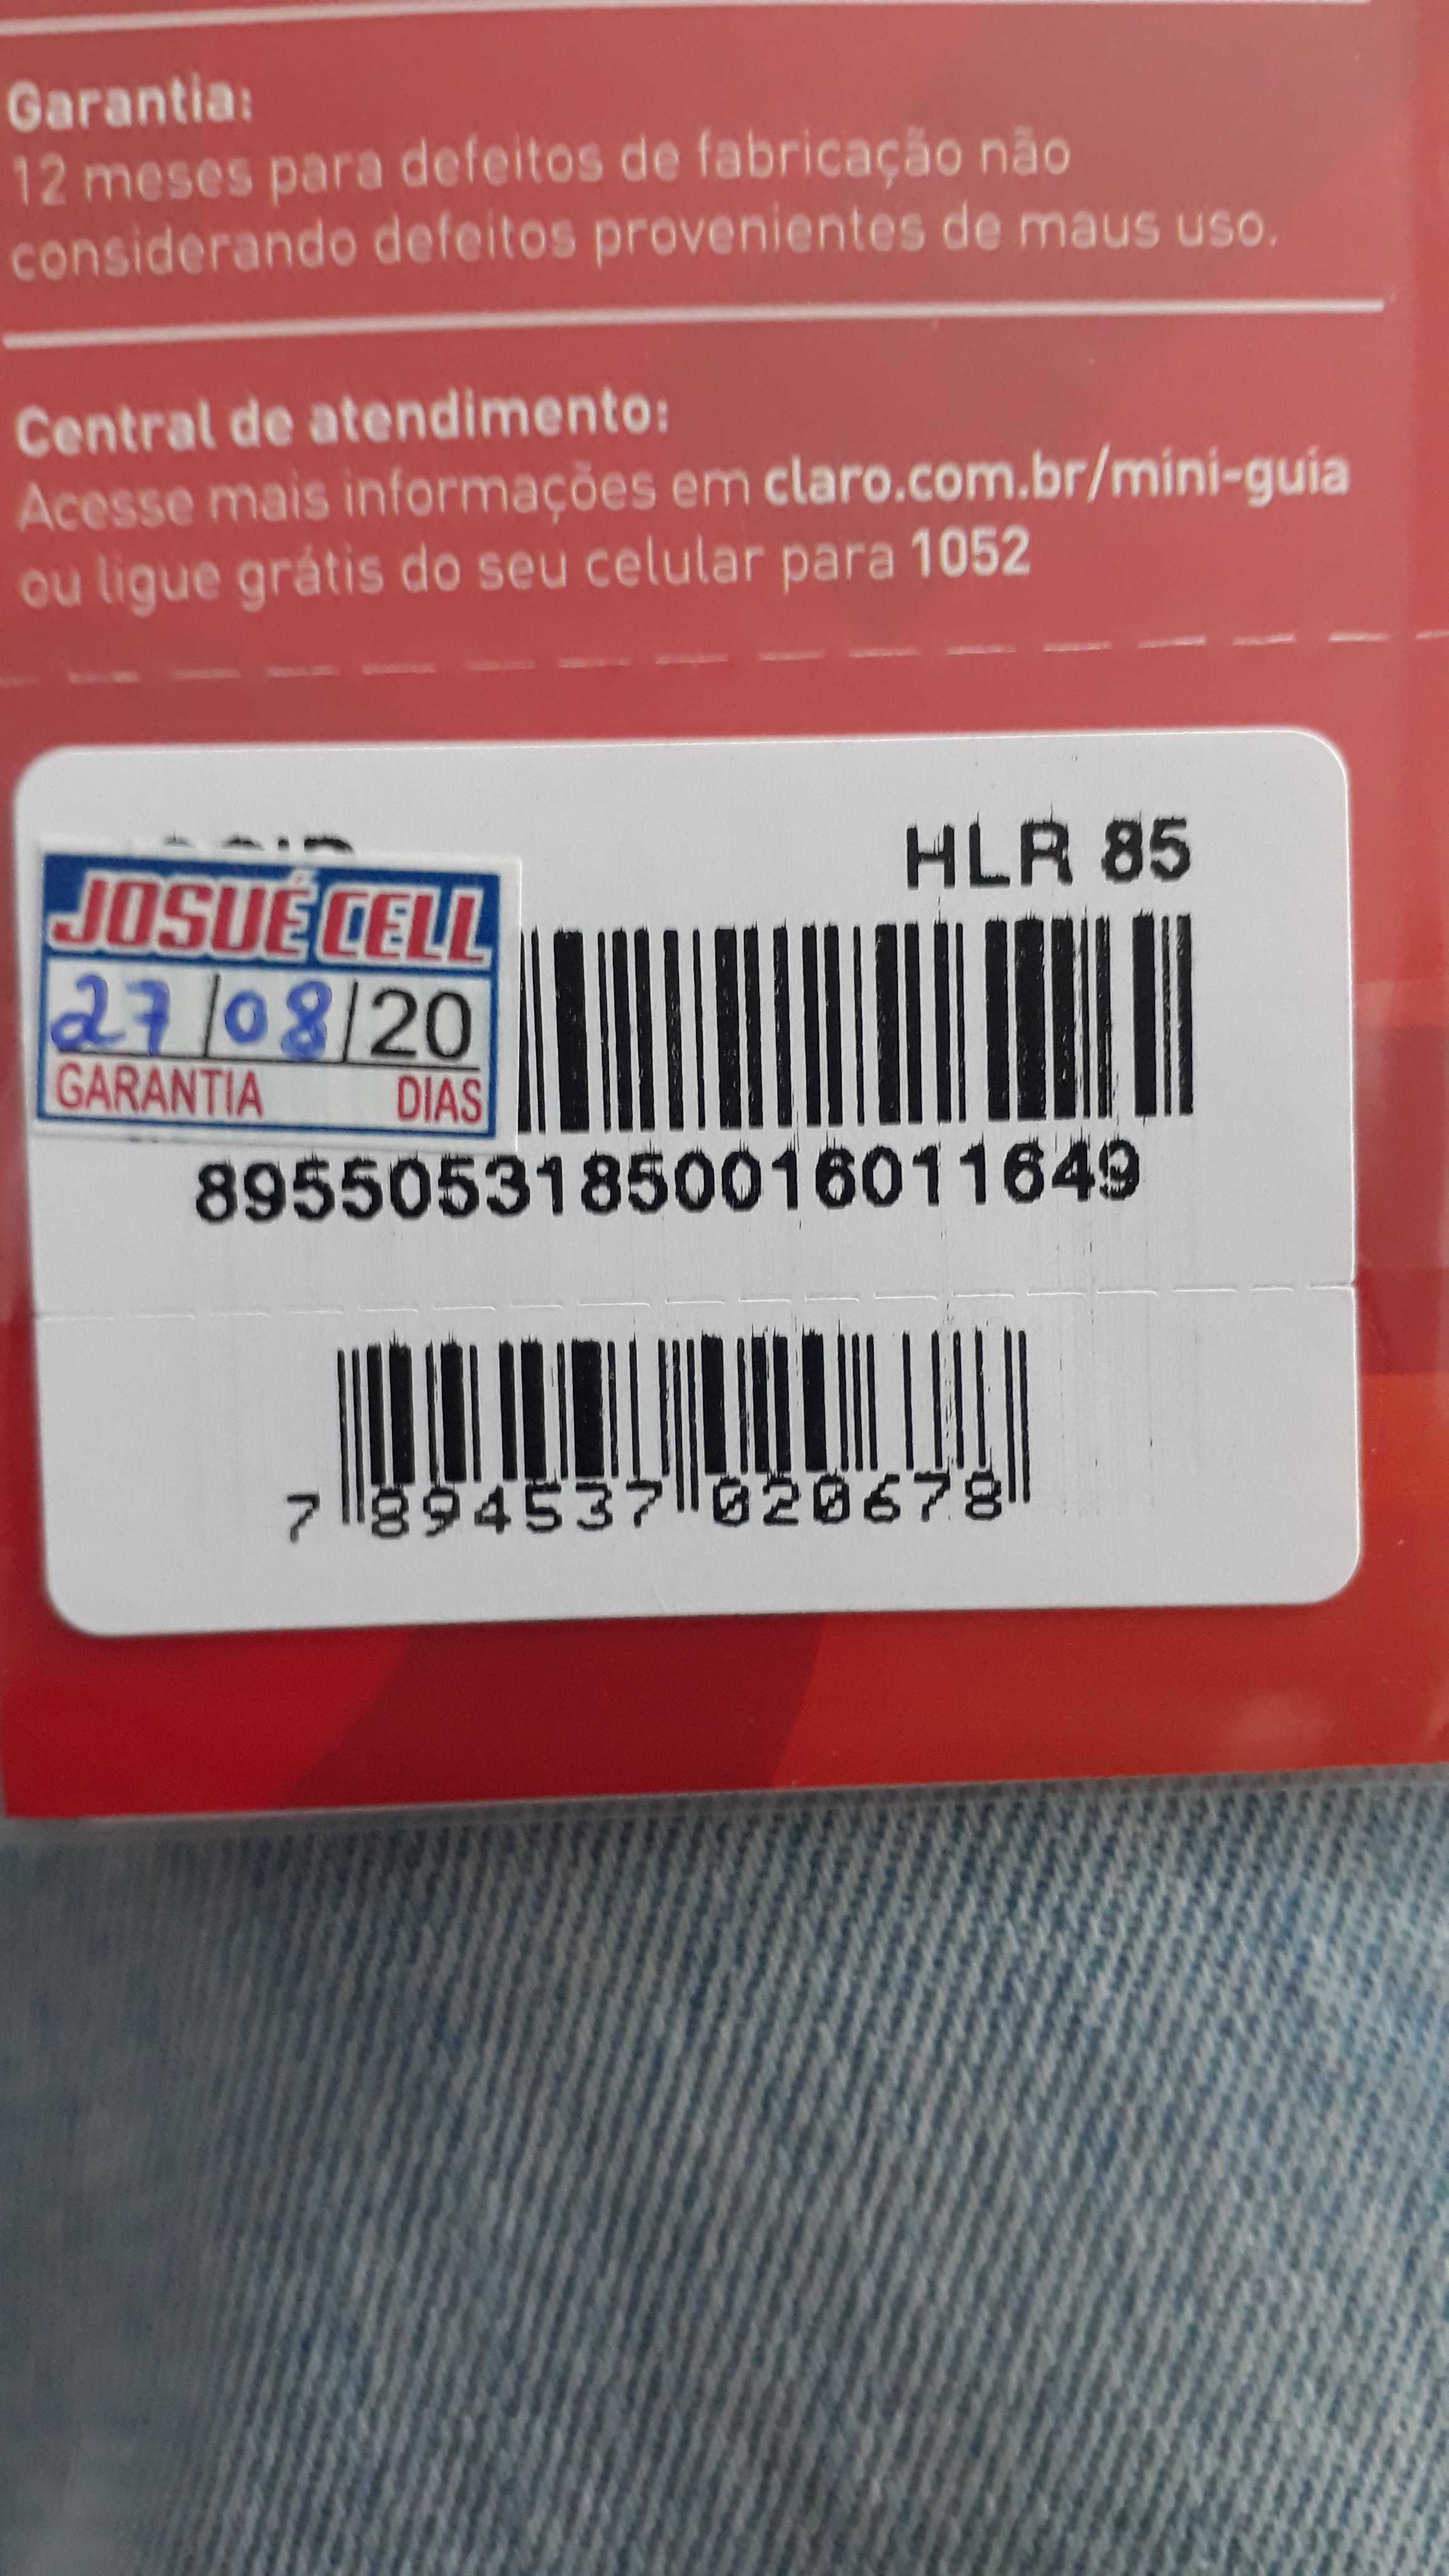 Garantia:
12 meses para defeitos de fabricação não
considerando defeitos provenientes de maus uso.
Central de atendimento:
Acesse mais informações em claro.com.br/mini-guia
ou ligue grátis do seu celular para 1052
HLR 85
JOSUÉ CELL
27/08/20
GARANTIA DIAS
89550531850016011649
7 894537 020678